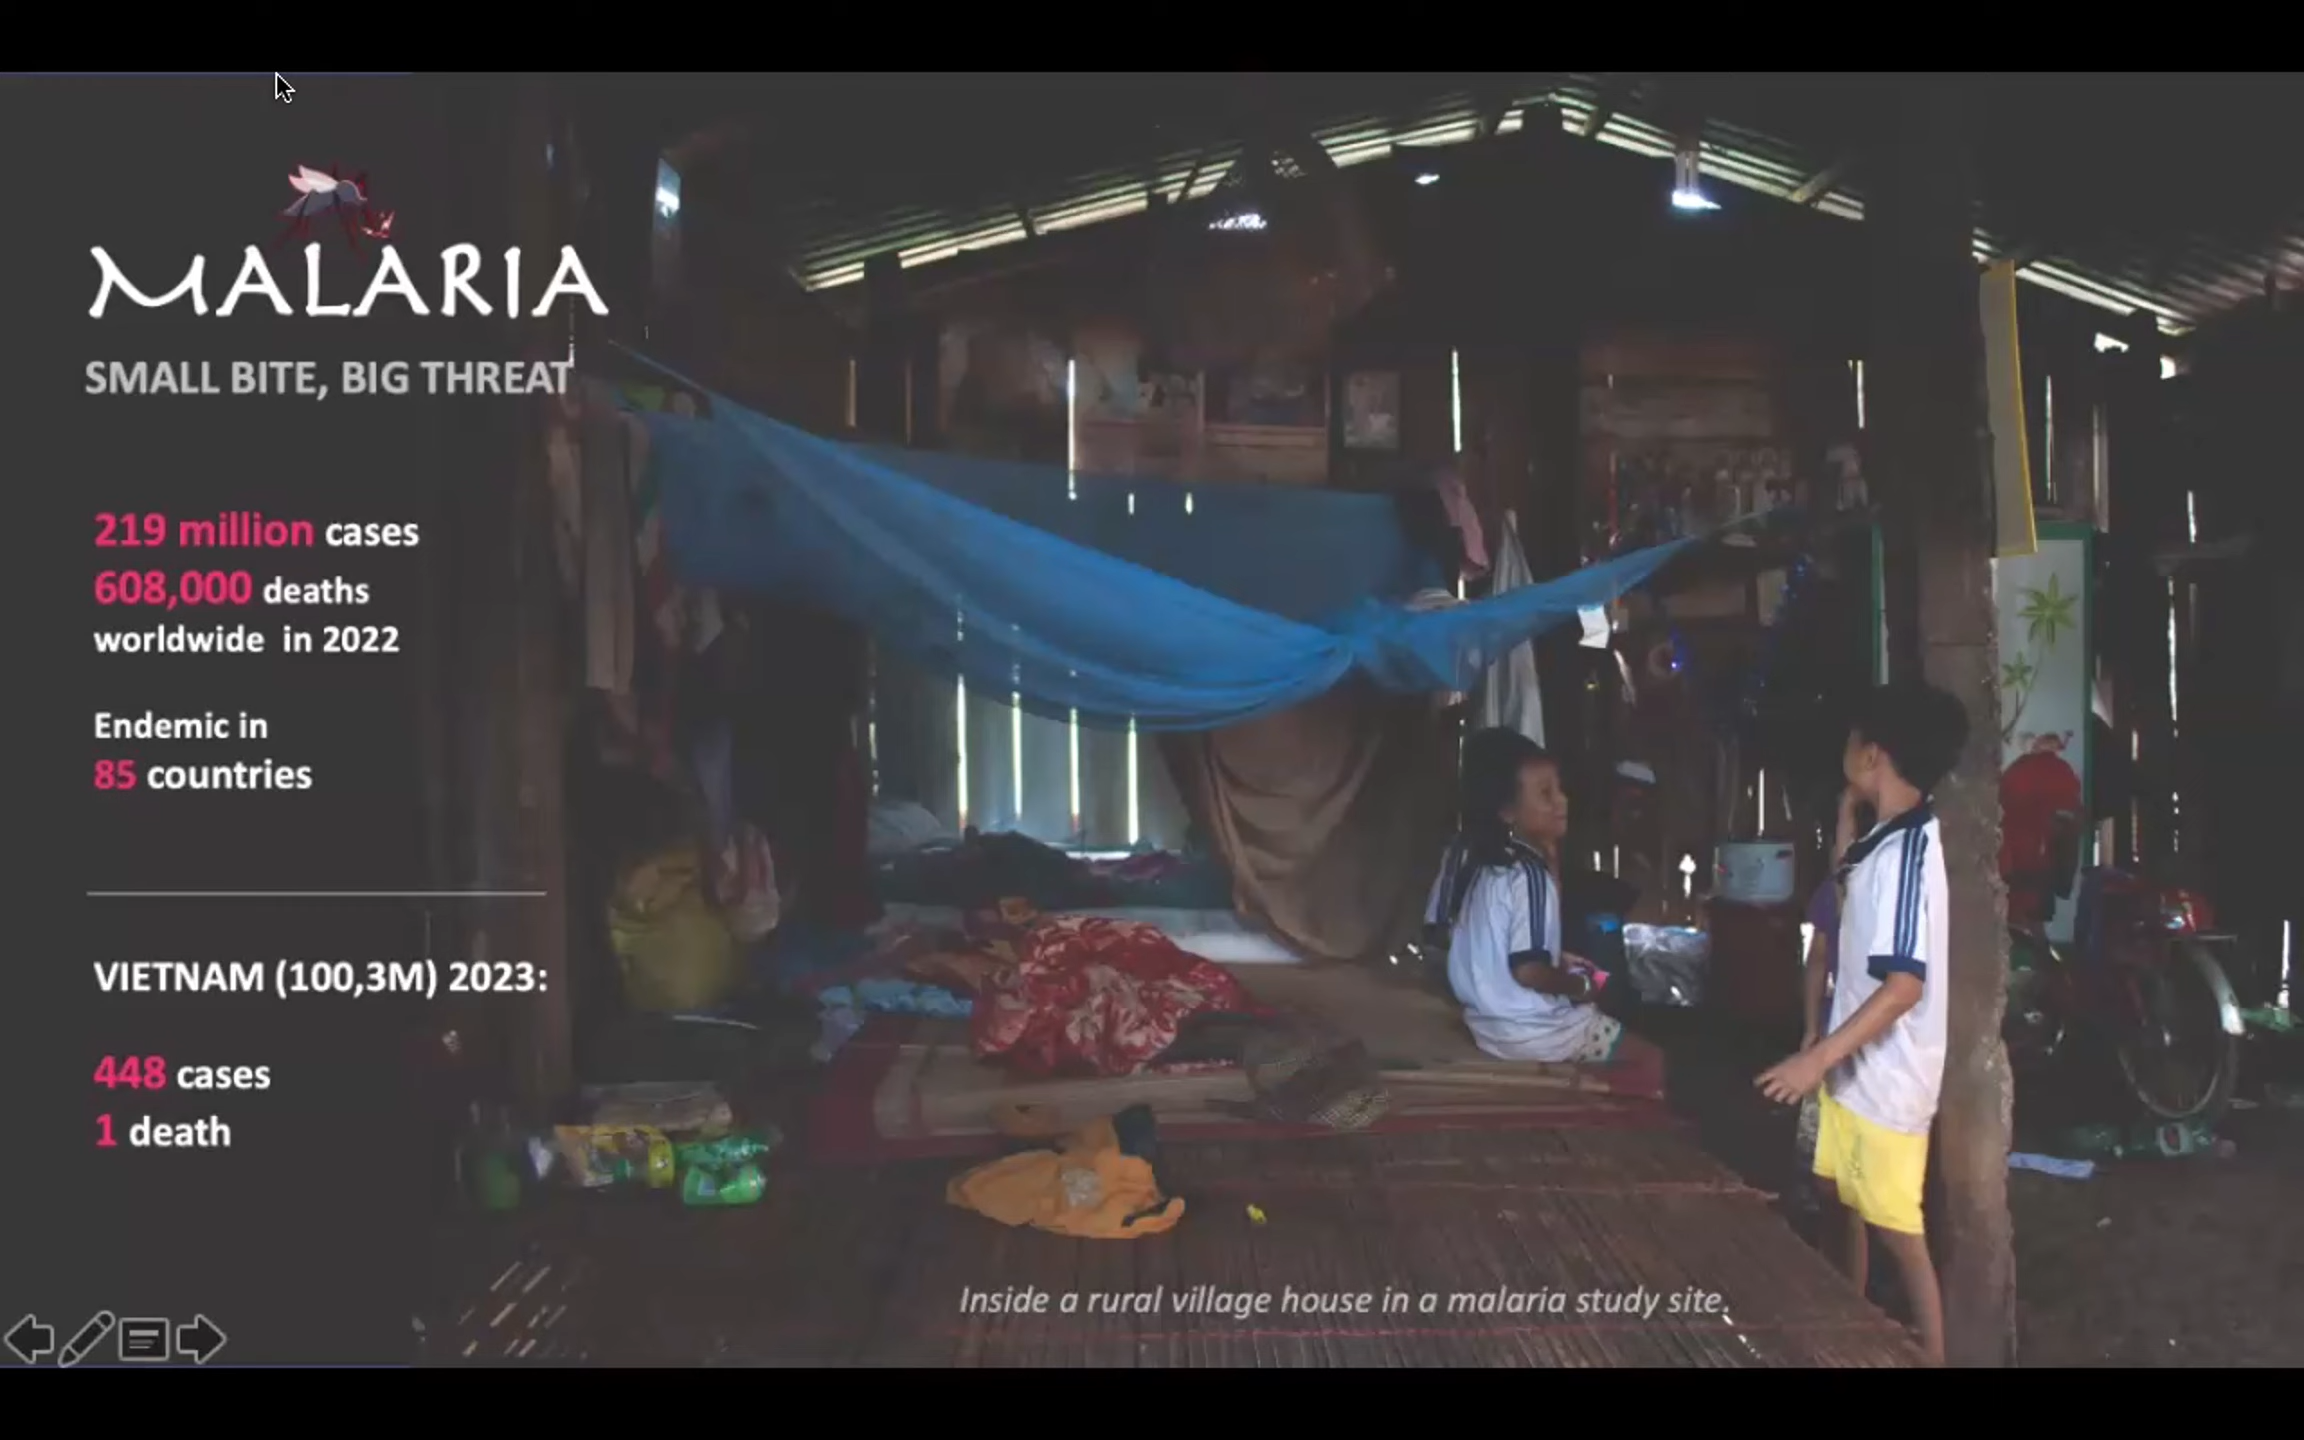 MALARIA
SMALL BITE, BIG THREAT
219 million cases
608,000 deaths
worldwide in 2022
Endemic in
85 countries
VIETNAM (100,3M) 2023:
448 cases
1 death
Inside a rural village house in a malaria study site.